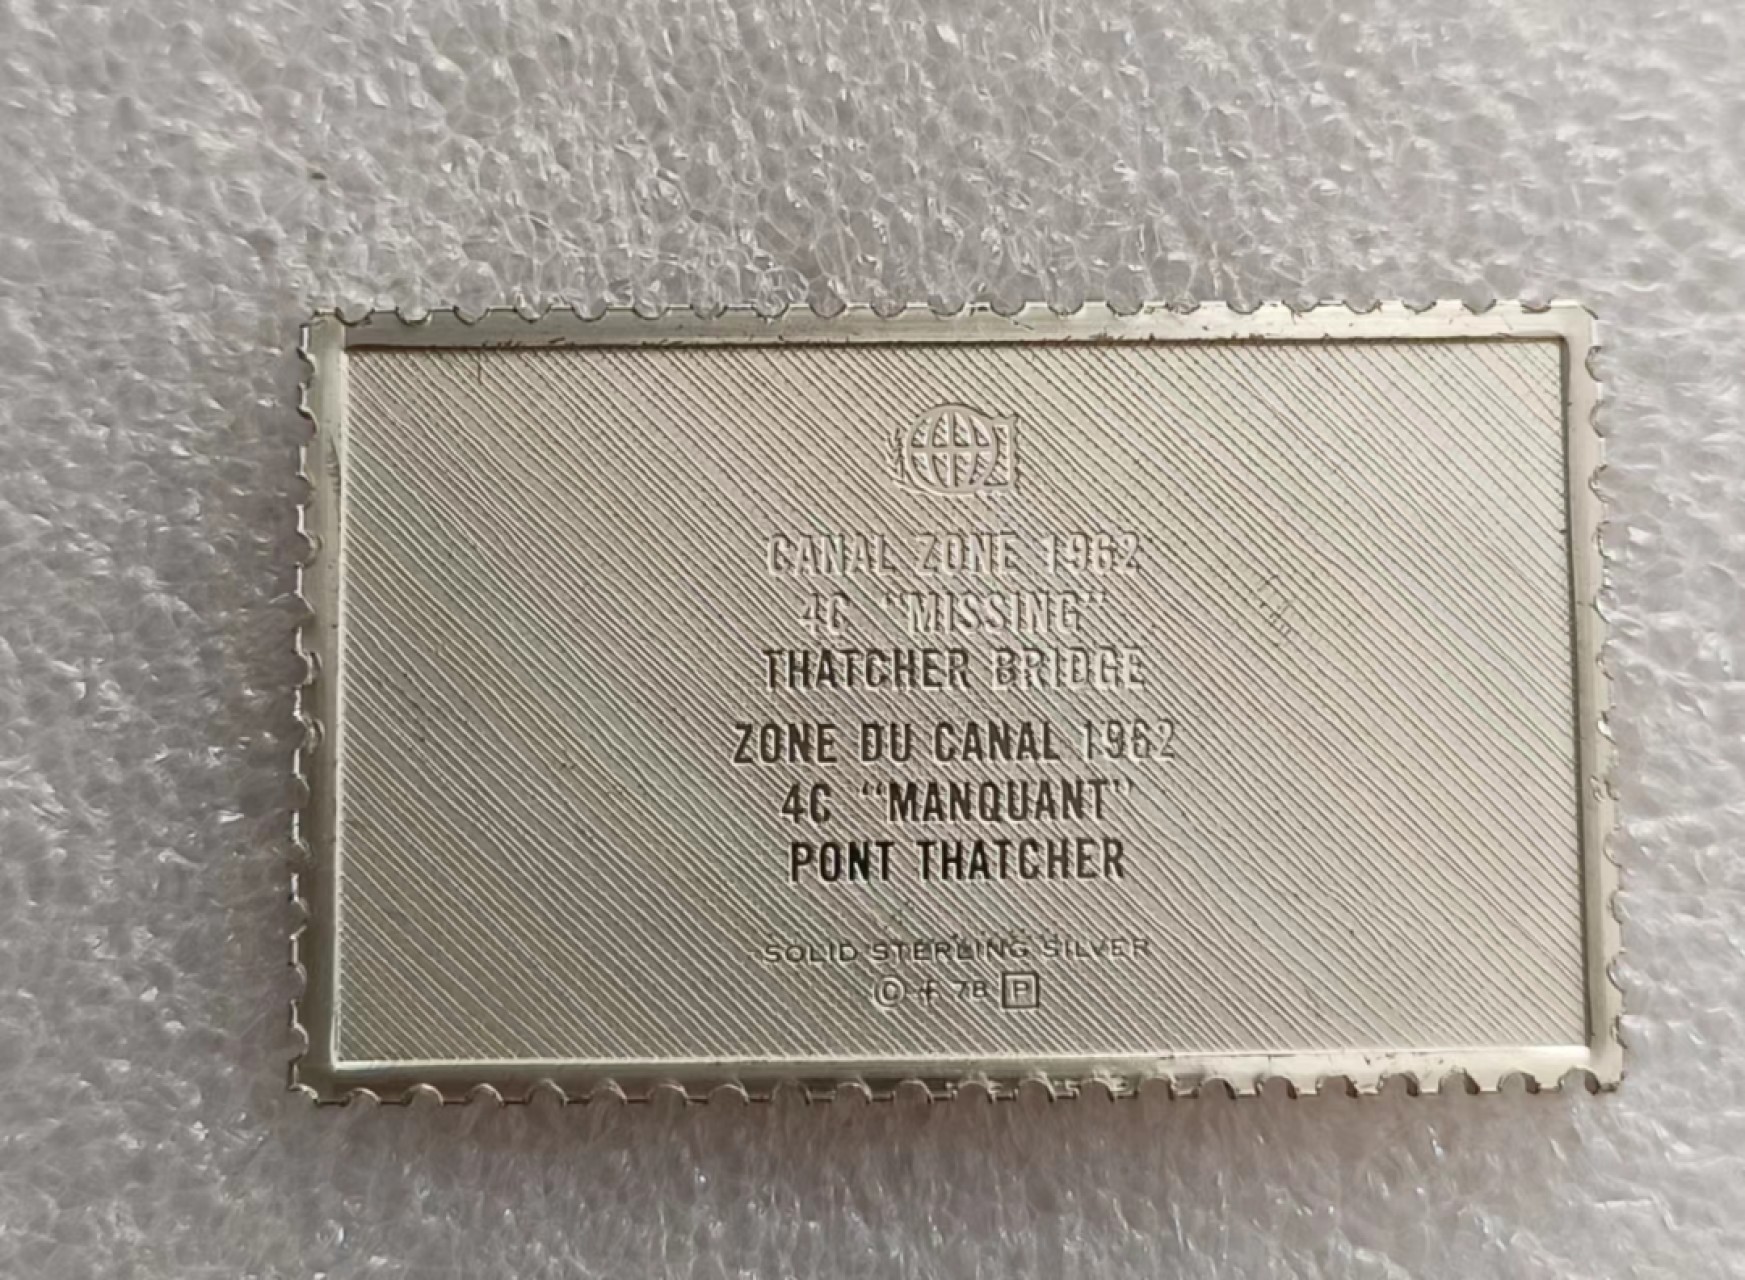 CANAL ZONE 1962
4C "MISSING"
THATCHER BRIDGE
ZONE DU CANAL 1962
4C "MANQUANT"
PONT THATCHER
SOLID STERLING SILVER
© F 78 P